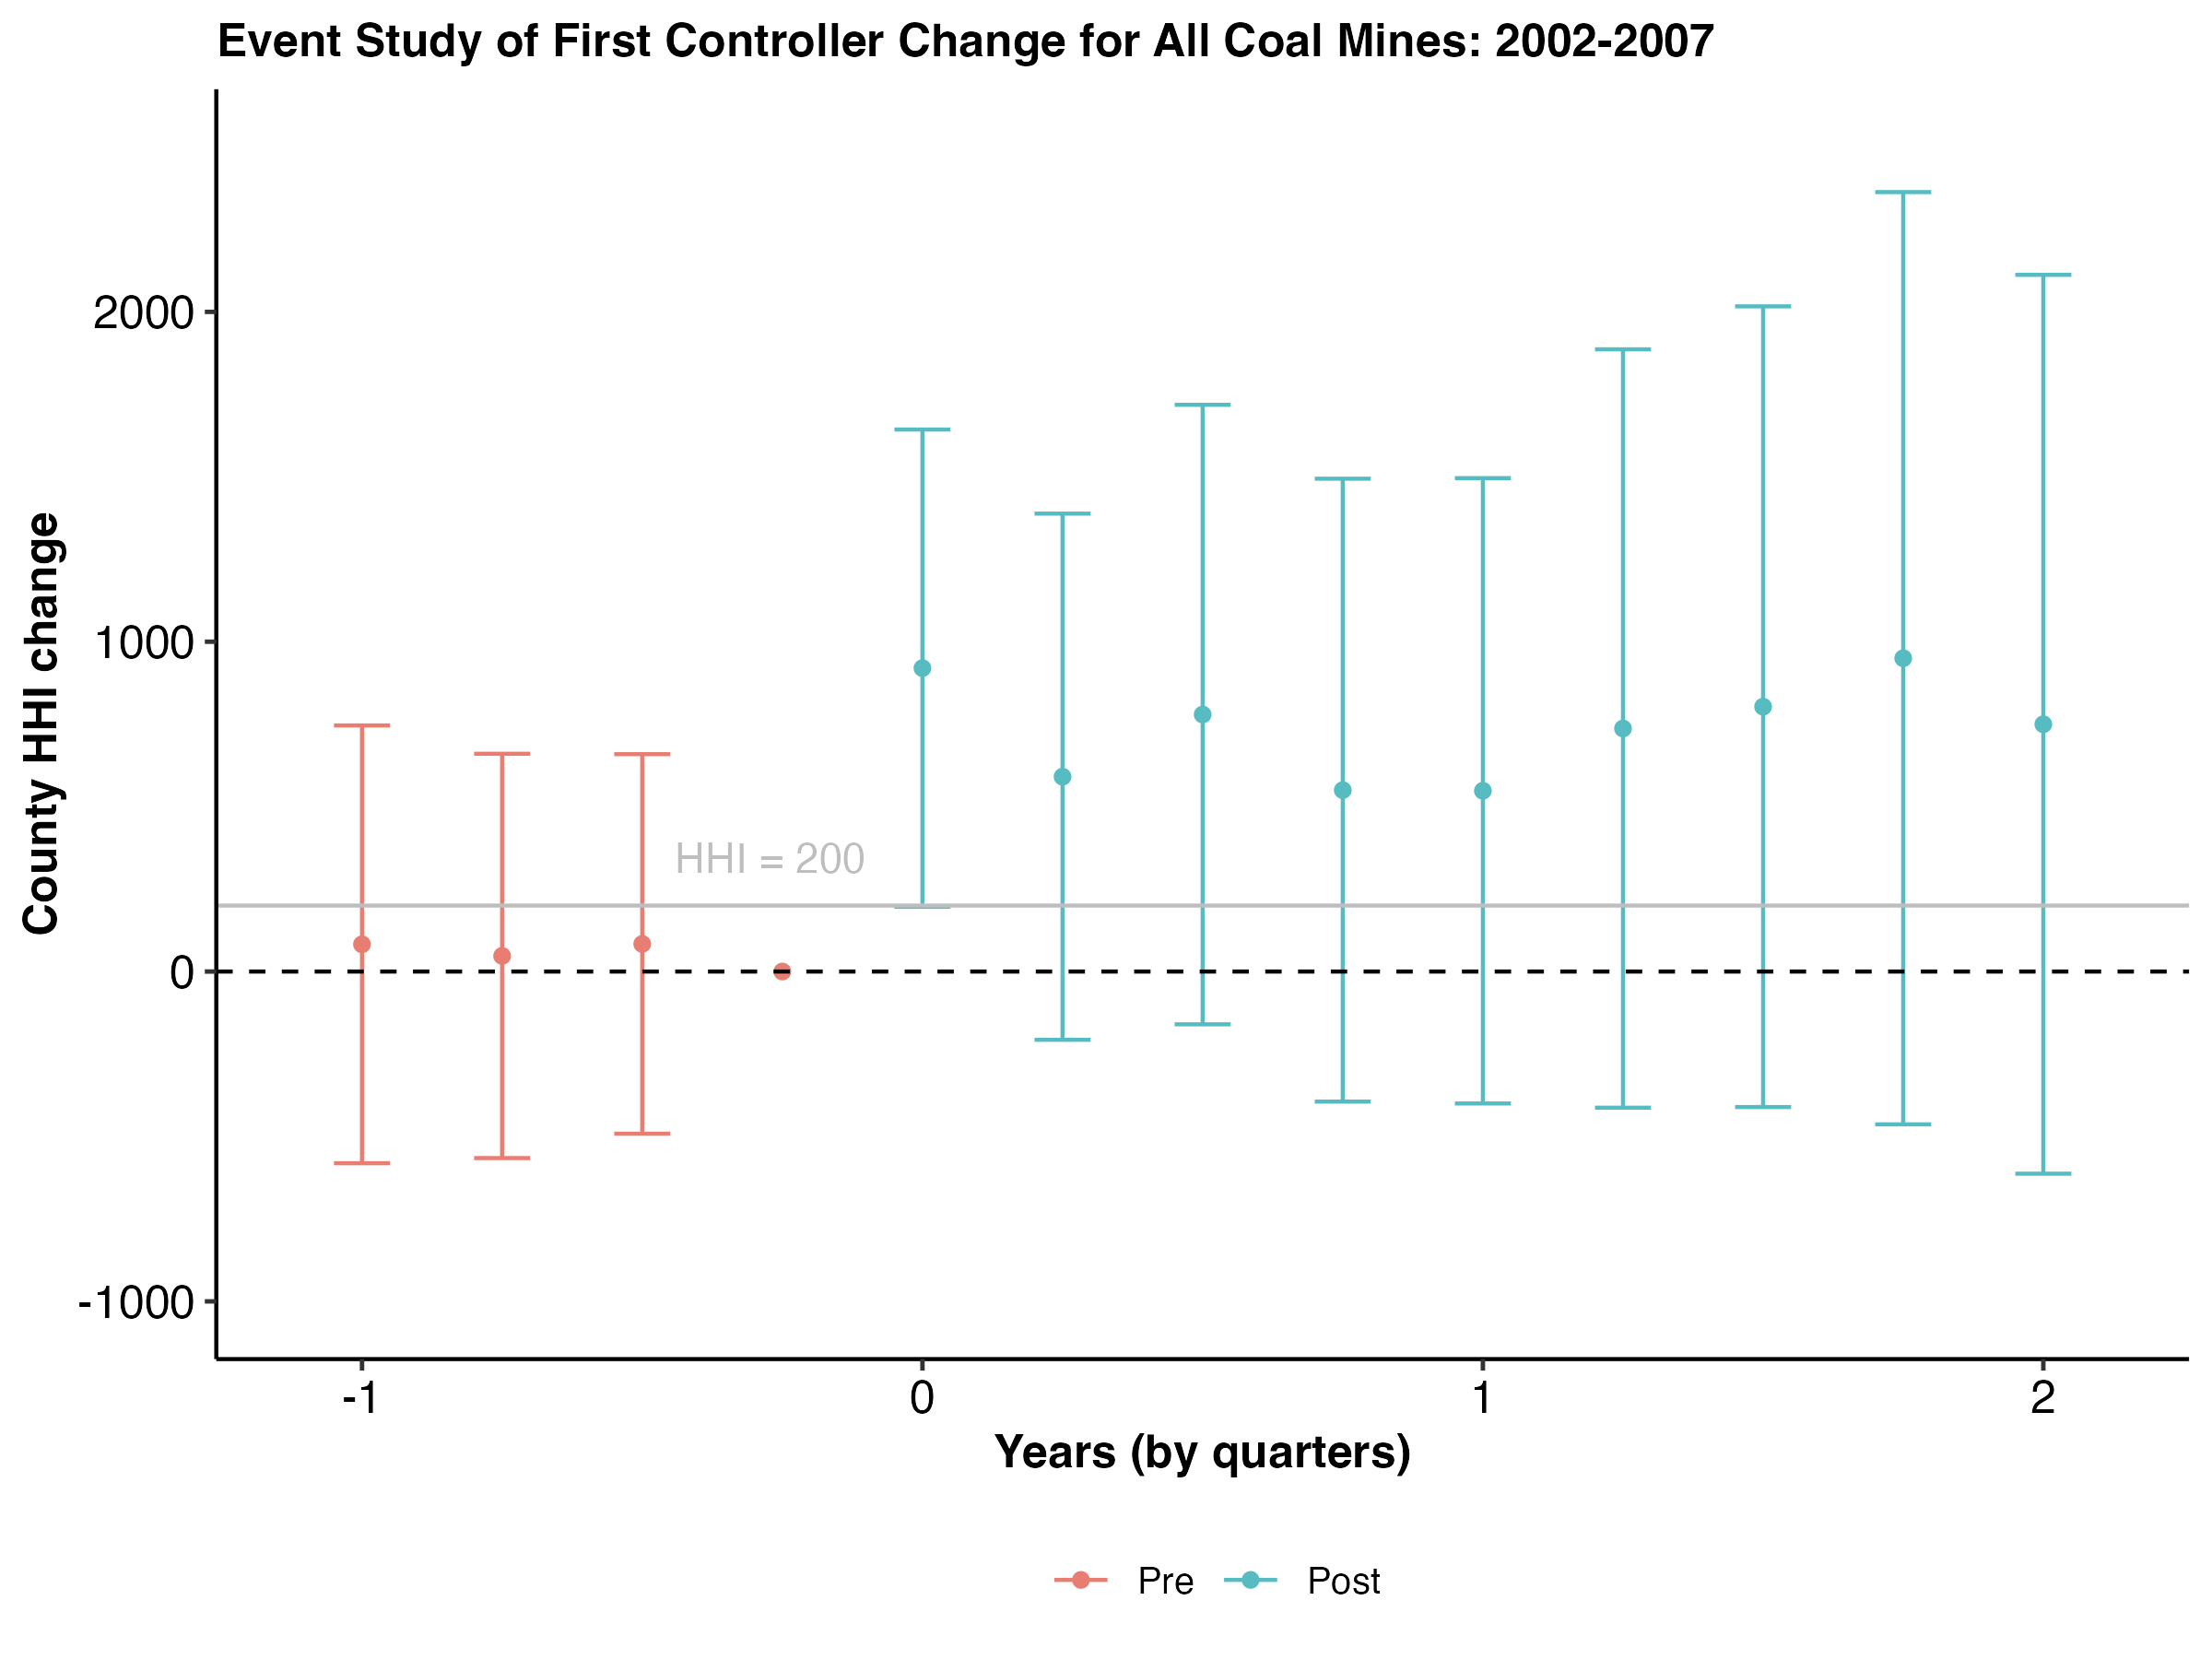 Event Study of First Controller Change for All Coal Mines: 2002-2007
County HHI change
2000
1000
0
-1000
HHI = 200
-1
0
1
2
Years (by quarters)
Pre
Post